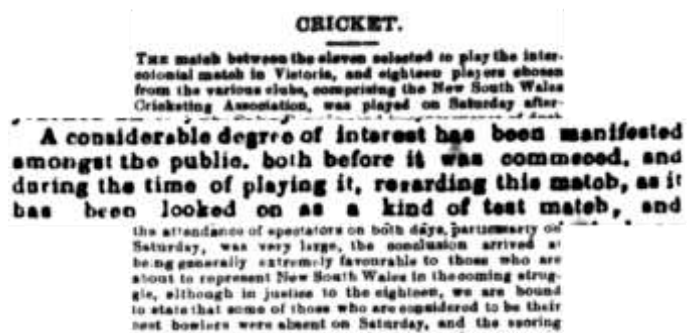 CRICKET.
THE match between the eleven selected to play the inter-
colonial match in Victoria, and eighteen players chosen
from the various clubs, comprising the New South Wales
Cricketing Association, was played on Saturday after-
A considerable degree of interest has been manifested
amongst the public, both before it was commeced, and
during the time of playing it, regarding this match, as it
has been looked on as a kind of test match, and
the attendance of spectators on both days, particularly on
Saturday, was very large, the conclusion arrived at
being generally extremely favourable to those who are
about to represent New South Wales in the coming strug-
gle, although in justice to the eighteen, we are bound
to state that some of those who are considered to be their
best bowlers were absent on Saturday, and the scoring